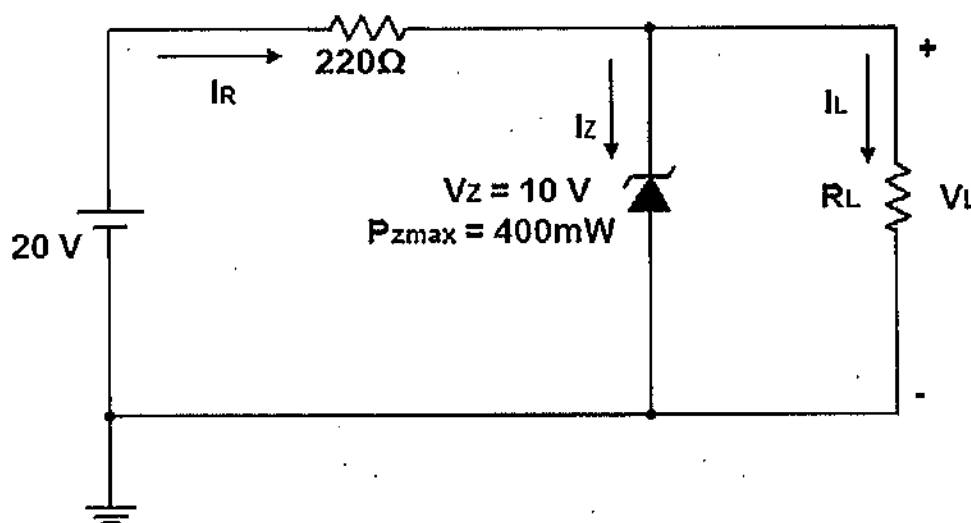 220Ω
+
IR
IZ
IL
VZ = 10 V
Pzmax = 400mW
RL
VL
20 V
-